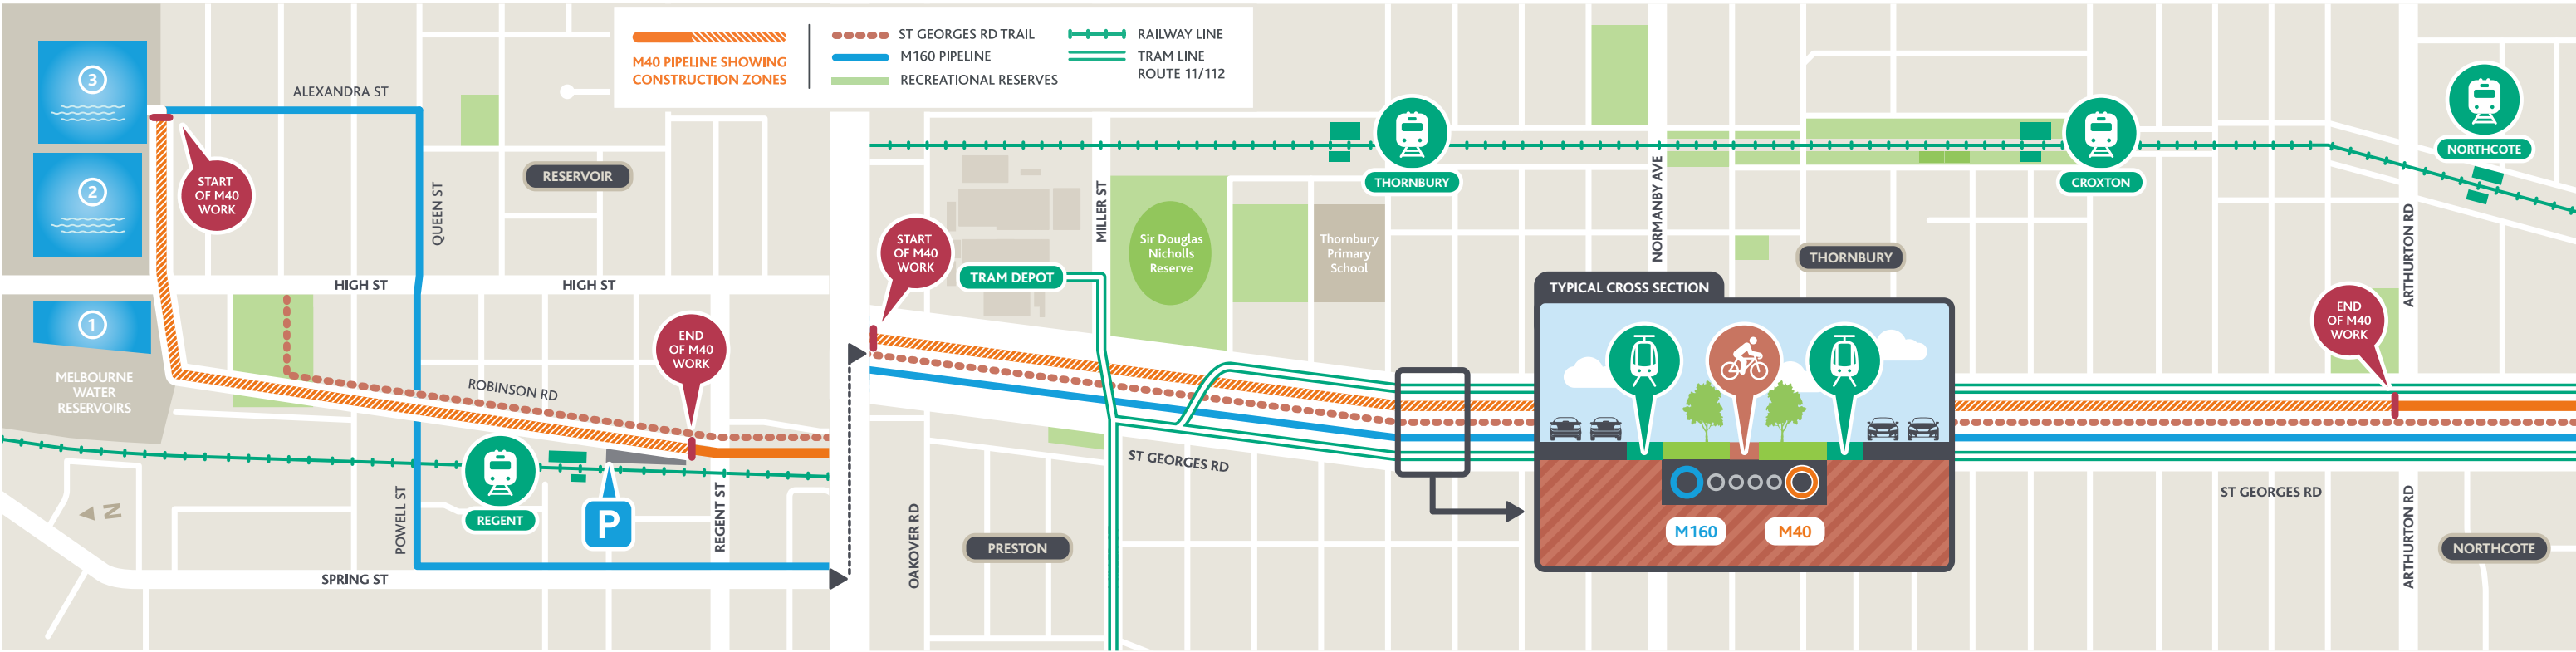 M40 PIPELINE SHOWING
CONSTRUCTION ZONES
ST GEORGES RD TRAIL
M160 PIPELINE
RECREATIONAL RESERVES
RAILWAY LINE
TRAM LINE
ROUTE 11/112
3
2
1
MELBOURNE
WATER
RESERVOIRS
N
ALEXANDRA ST
START
OF M40
WORK
QUEEN ST
RESERVOIR
HIGH ST
HIGH ST
ROBINSON RD
END
OF M40
WORK
REGENT
P
POWELL ST
REGENT ST
SPRING ST
START
OF M40
WORK
TRAM DEPOT
MILLER ST
Sir Douglas
Nicholls
Reserve
Thornbury
Primary
School
THORNBURY
OAKOVER RD
PRESTON
ST GEORGES RD
NORMANBY AVE
THORNBURY
CROXTON
TYPICAL CROSS SECTION
M160
M40
NORTHCOTE
ARTHURTON RD
END
OF M40
WORK
ST GEORGES RD
ARTHURTON RD
NORTHCOTE